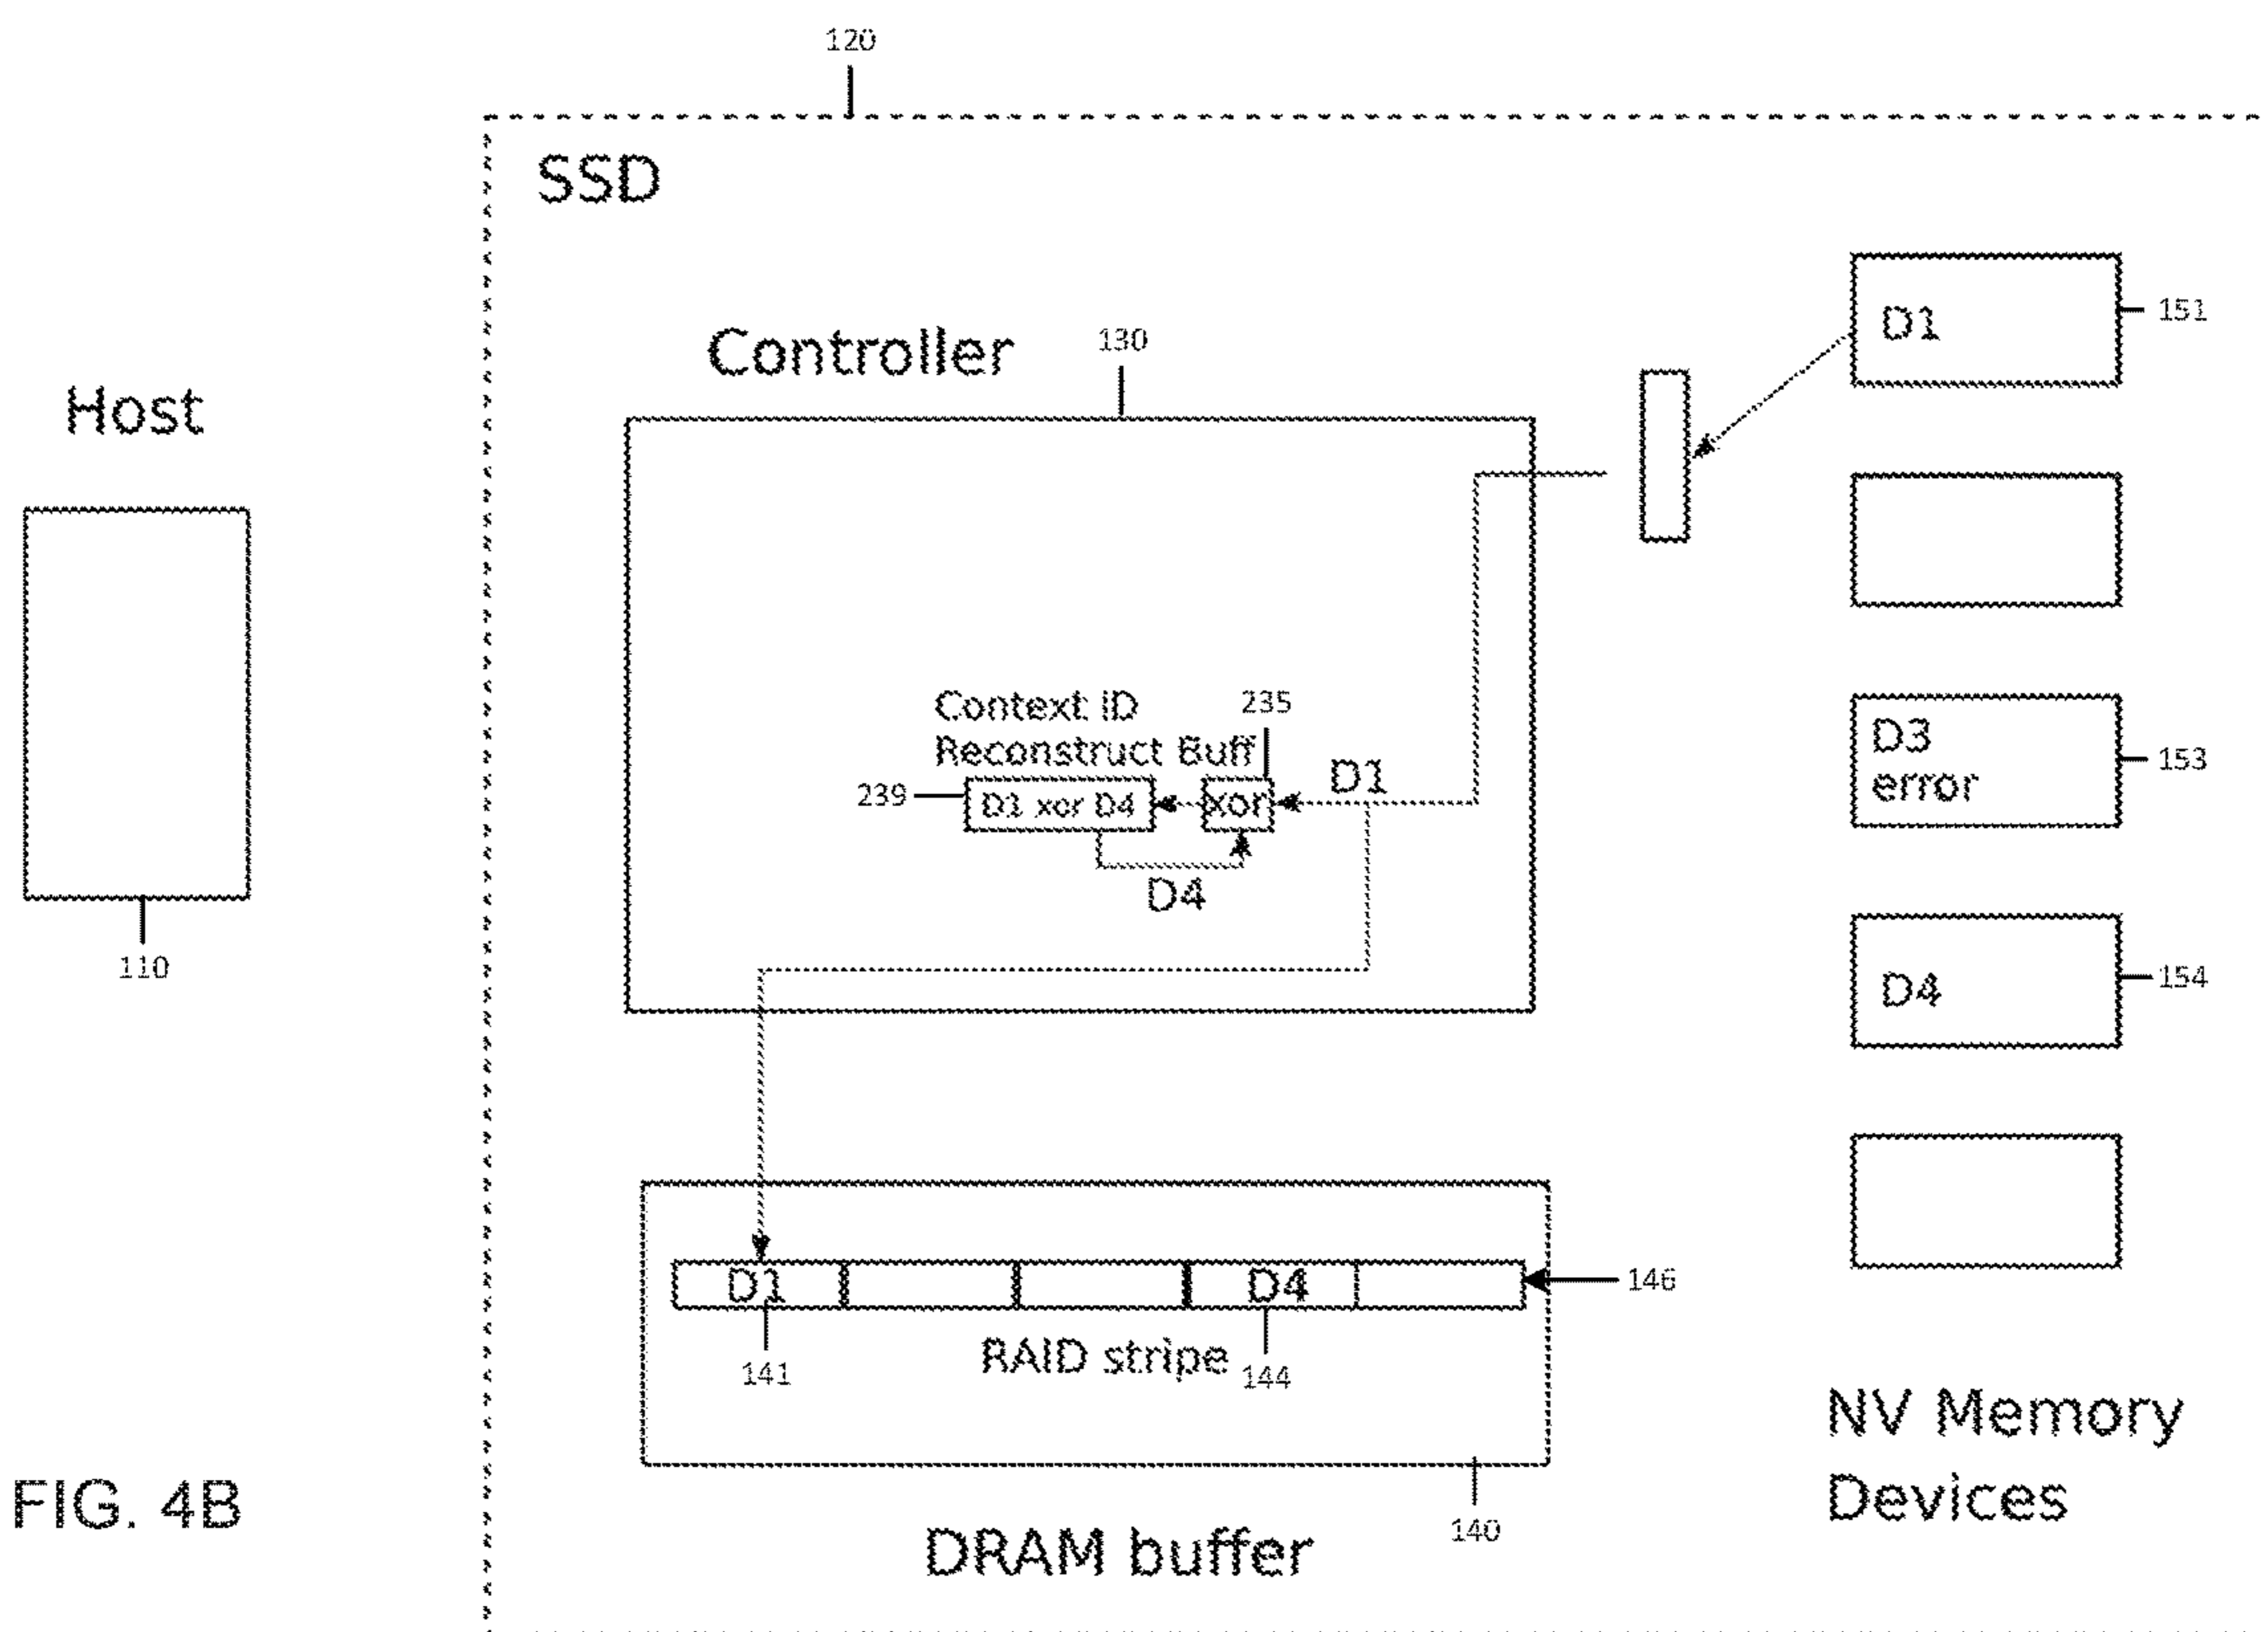 120
SSD
Controller
130
Host
110
Context ID
Reconstruct Buff
235
239
D1 xor D4
xor
D1
D4
D1
151
D3
error
153
D4
154
D1
D4
146
141
RAID stripe
144
140
DRAM buffer
NV Memory
Devices
FIG. 4B